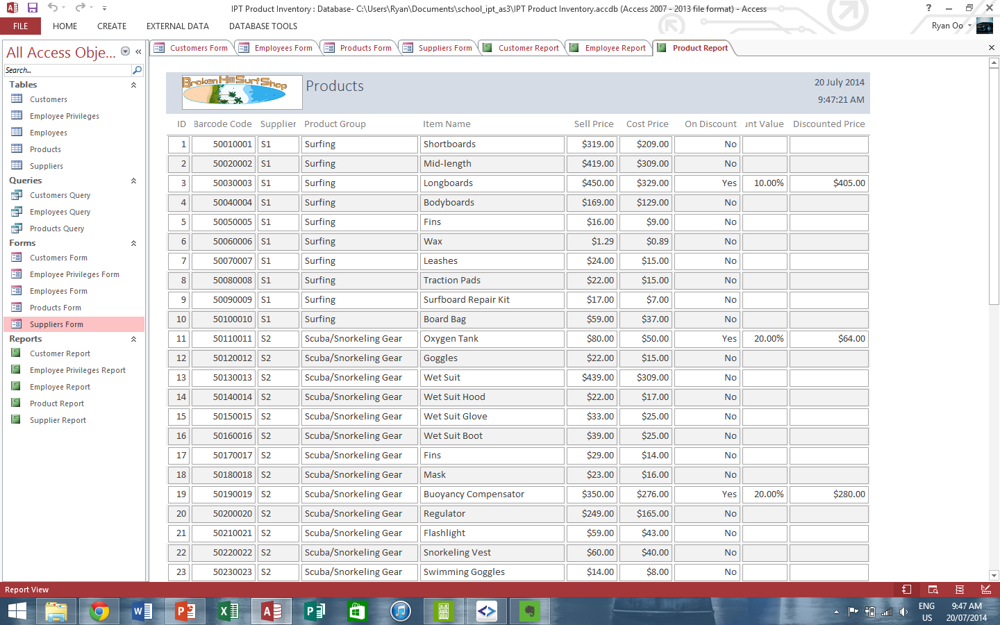 IPT Product Inventory : Database- C:\Users\Ryan\Documents\school_ipt_as3\IPT Product Inventory.accdb (Access 2007 - 2013 file format) - Access
FILE HOME CREATE EXTERNAL DATA DATABASE TOOLS Ryan Oo
All Access Obje...
Search...
Tables
Customers
Employee Privileges
Employees
Products
Suppliers
Queries
Customers Query
Employees Query
Products Query
Forms
Customers Form
Employee Privileges Form
Employees Form
Products Form
Suppliers Form
Reports
Customer Report
Employee Privileges Report
Employee Report
Product Report
Supplier Report
Customers Form Employees Form Products Form Suppliers Form Customer Report Employee Report Product Report
Broken Hill Surf Shop
Products
20 July 2014
9:47:21 AM
ID Barcode Code Supplier Product Group Item Name Sell Price Cost Price On Discount unt Value Discounted Price
1 50010001 S1 Surfing Shortboards $319.00 $209.00 No
2 50020002 S1 Surfing Mid-length $419.00 $309.00 No
3 50030003 S1 Surfing Longboards $450.00 $329.00 Yes 10.00% $405.00
4 50040004 S1 Surfing Bodyboards $169.00 $129.00 No
5 50050005 S1 Surfing Fins $16.00 $9.00 No
6 50060006 S1 Surfing Wax $1.29 $0.89 No
7 50070007 S1 Surfing Leashes $24.00 $15.00 No
8 50080008 S1 Surfing Traction Pads $22.00 $15.00 No
9 50090009 S1 Surfing Surfboard Repair Kit $17.00 $7.00 No
10 50100010 S1 Surfing Board Bag $59.00 $37.00 No
11 50110011 S2 Scuba/Snorkeling Gear Oxygen Tank $80.00 $50.00 Yes 20.00% $64.00
12 50120012 S2 Scuba/Snorkeling Gear Goggles $22.00 $15.00 No
13 50130013 S2 Scuba/Snorkeling Gear Wet Suit $439.00 $309.00 No
14 50140014 S2 Scuba/Snorkeling Gear Wet Suit Hood $22.00 $17.00 No
15 50150015 S2 Scuba/Snorkeling Gear Wet Suit Glove $33.00 $25.00 No
16 50160016 S2 Scuba/Snorkeling Gear Wet Suit Boot $39.00 $25.00 No
17 50170017 S2 Scuba/Snorkeling Gear Fins $29.00 $14.00 No
18 50180018 S2 Scuba/Snorkeling Gear Mask $23.00 $16.00 No
19 50190019 S2 Scuba/Snorkeling Gear Buoyancy Compensator $350.00 $276.00 Yes 20.00% $280.00
20 50200020 S2 Scuba/Snorkeling Gear Regulator $249.00 $165.00 No
21 50210021 S2 Scuba/Snorkeling Gear Flashlight $59.00 $43.00 No
22 50220022 S2 Scuba/Snorkeling Gear Snorkeling Vest $60.00 $40.00 No
23 50230023 S2 Scuba/Snorkeling Gear Swimming Goggles $14.00 $8.00 No
Report View
ENG 9:47 AM
US 20/07/2014